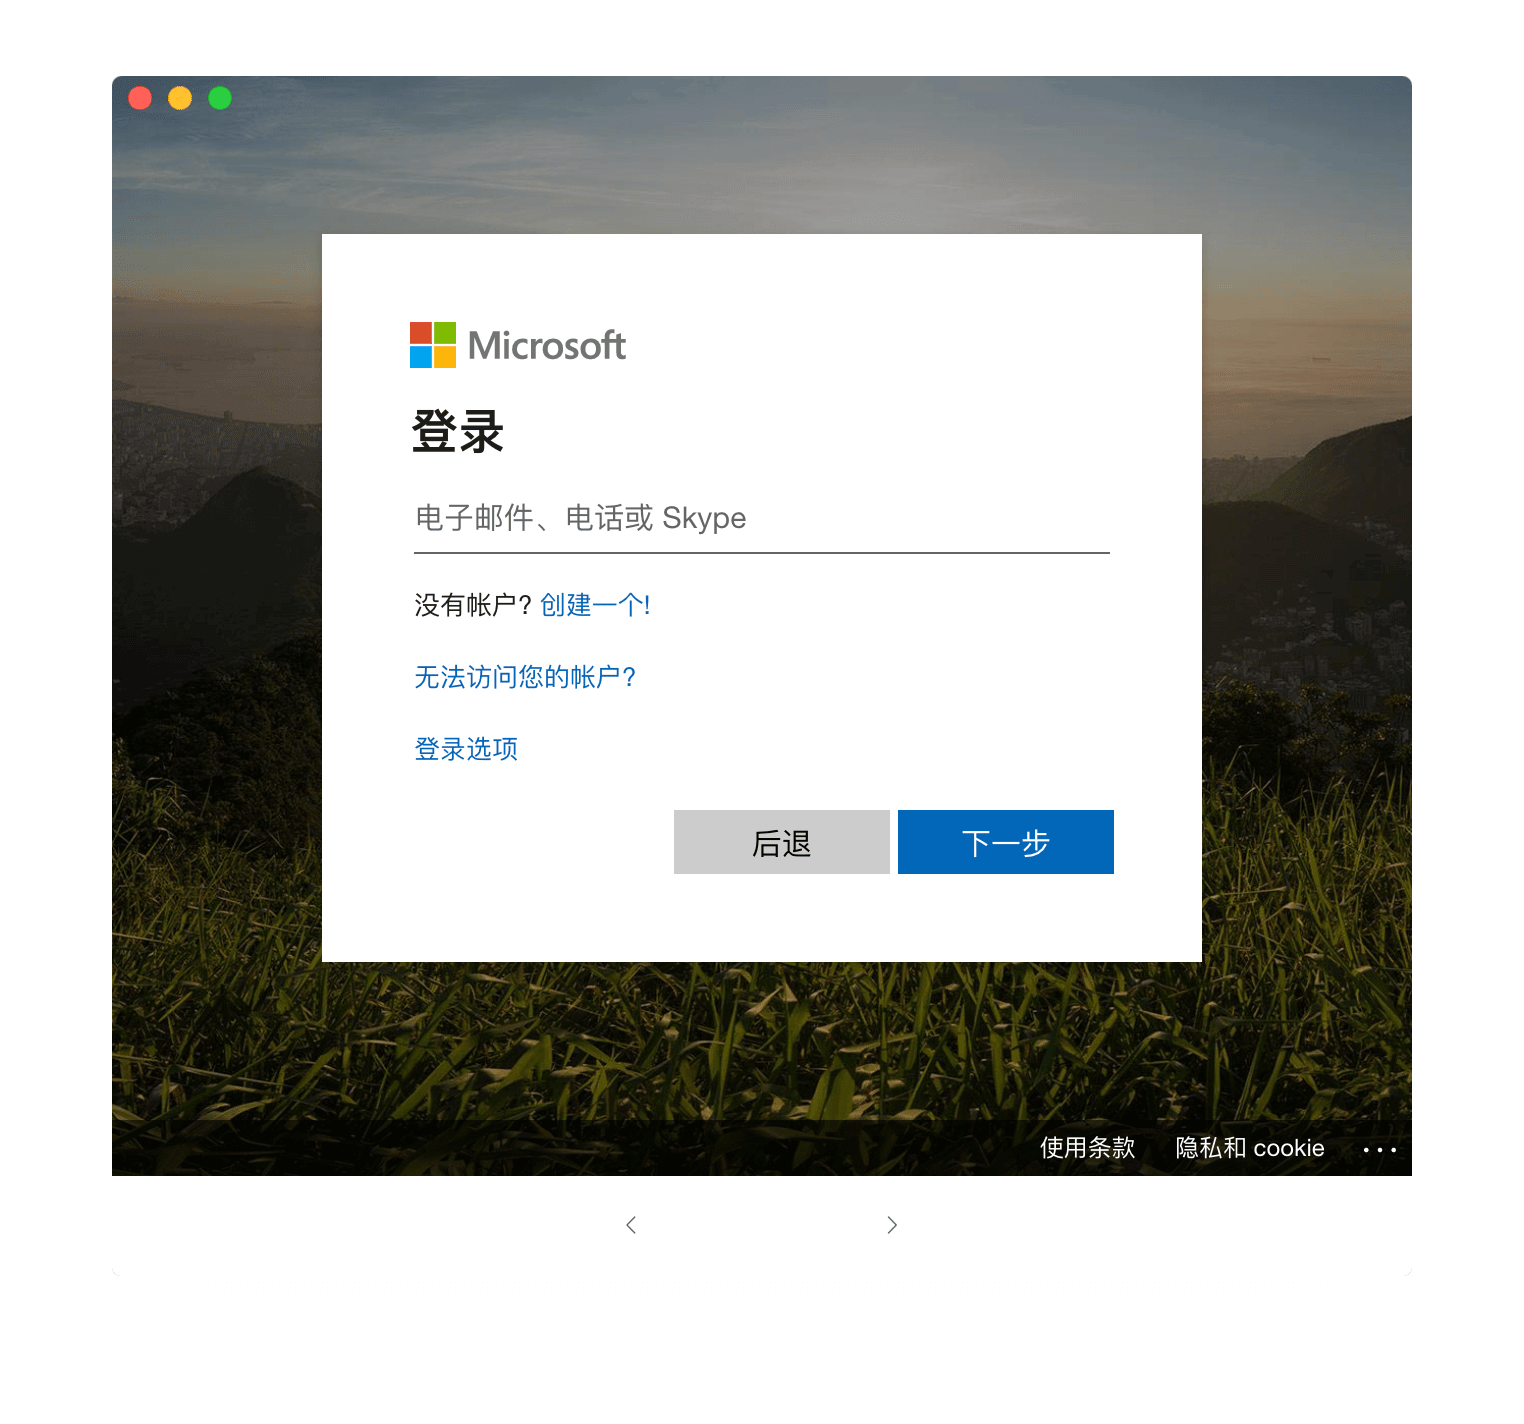 Microsoft
登录
电子邮件、电话或 Skype
没有帐户? 创建一个!
无法访问您的帐户?
登录选项
后退 下一步
使用条款 隐私和 cookie ...